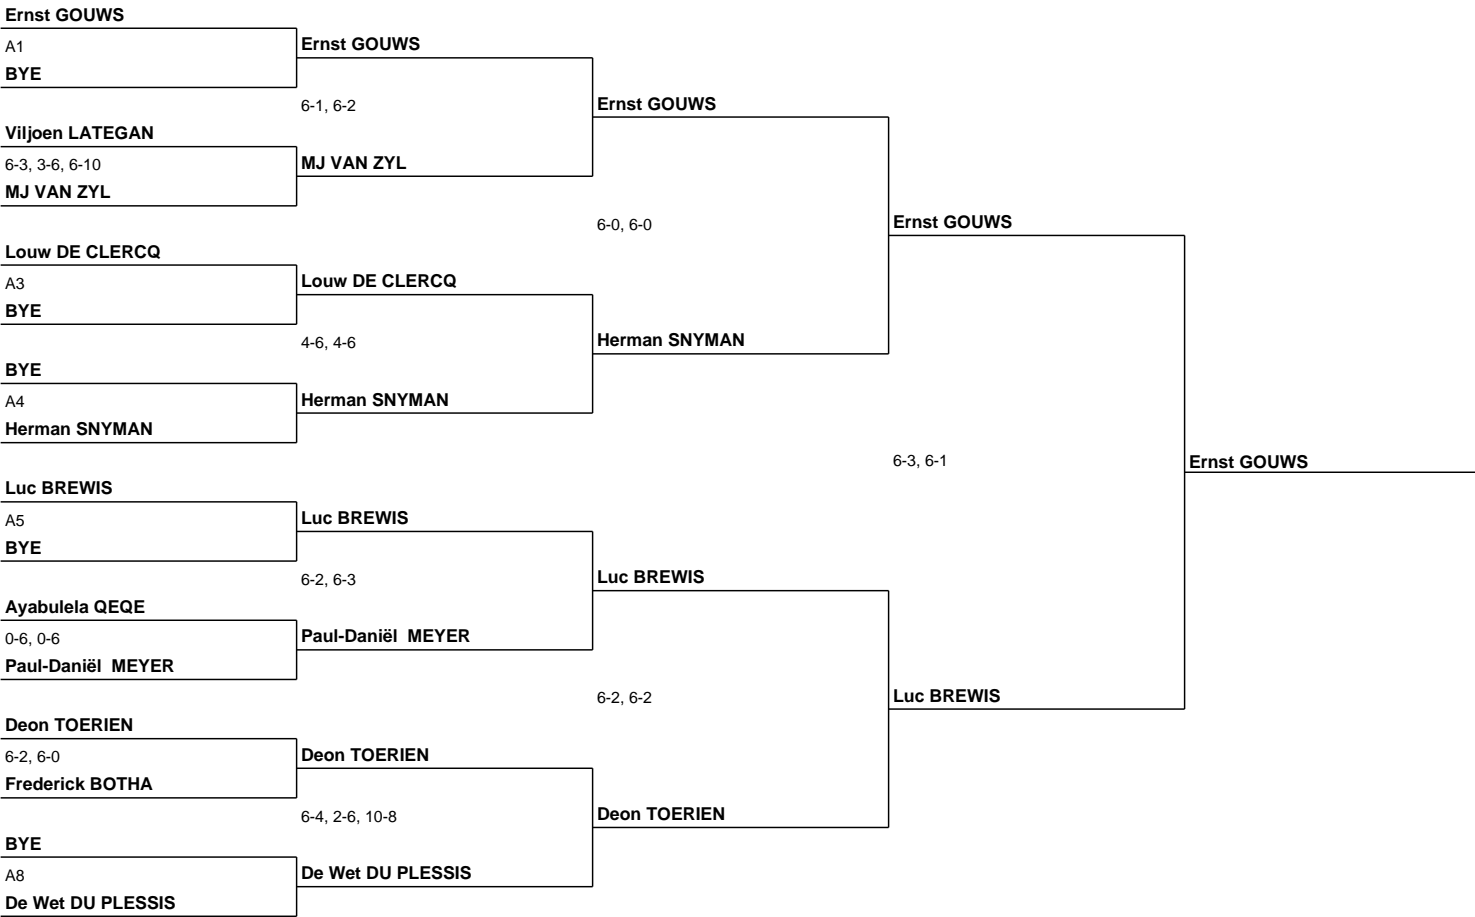 Ernst GOUWS
A1
BYE
Viljoen LATEGAN
6-3, 3-6, 6-10
MJ VAN ZYL
Louw DE CLERCQ
A3
BYE
BYE
A4
Herman SNYMAN
Luc BREWIS
A5
BYE
Ayabulela QEQE
0-6, 0-6
Paul-Daniël  MEYER
Deon TOERIEN
6-2, 6-0
Frederick BOTHA
BYE
A8
De Wet DU PLESSIS
Ernst GOUWS
6-1, 6-2
MJ VAN ZYL
Louw DE CLERCQ
4-6, 4-6
Herman SNYMAN
Luc BREWIS
6-2, 6-3
Paul-Daniël  MEYER
Deon TOERIEN
6-4, 2-6, 10-8
De Wet DU PLESSIS
Ernst GOUWS
6-0, 6-0
Herman SNYMAN
Luc BREWIS
6-2, 6-2
Deon TOERIEN
Ernst GOUWS
6-3, 6-1
Luc BREWIS
Ernst GOUWS